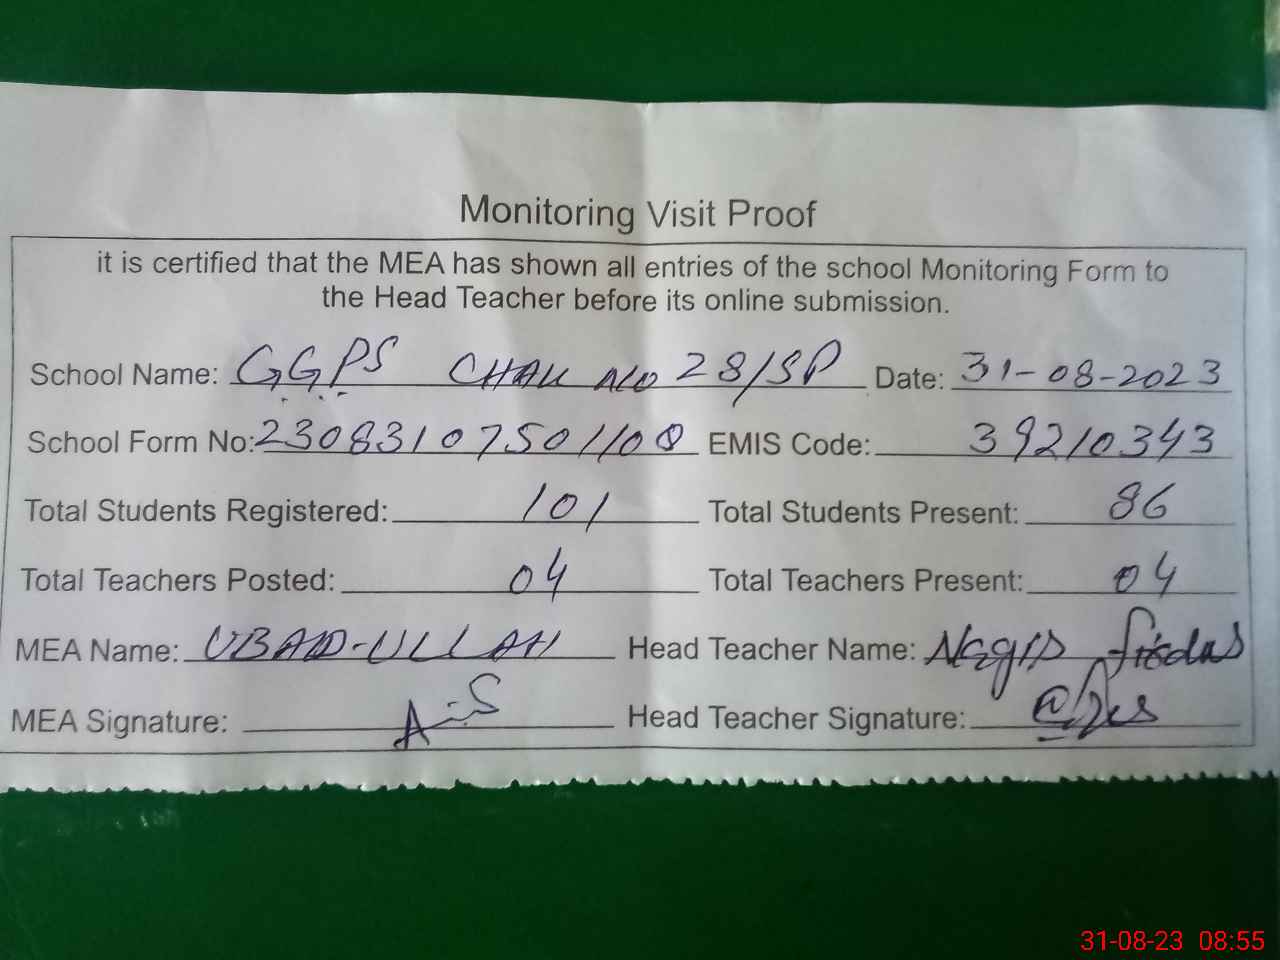 Monitoring Visit Proof
it is certified that the MEA has shown all entries of the school Monitoring Form to
the Head Teacher before its online submission.
School Name: GGPS CHAK NO 28/SP Date: 31-08-2023
School Form No: 23083107501108 EMIS Code: 39210343
Total Students Registered: 101 Total Students Present: 86
Total Teachers Posted: 04 Total Teachers Present: 04
MEA Name: UBAID-ULLAH Head Teacher Name:
MEA Signature: Head Teacher Signature:
31-08-23 08:55